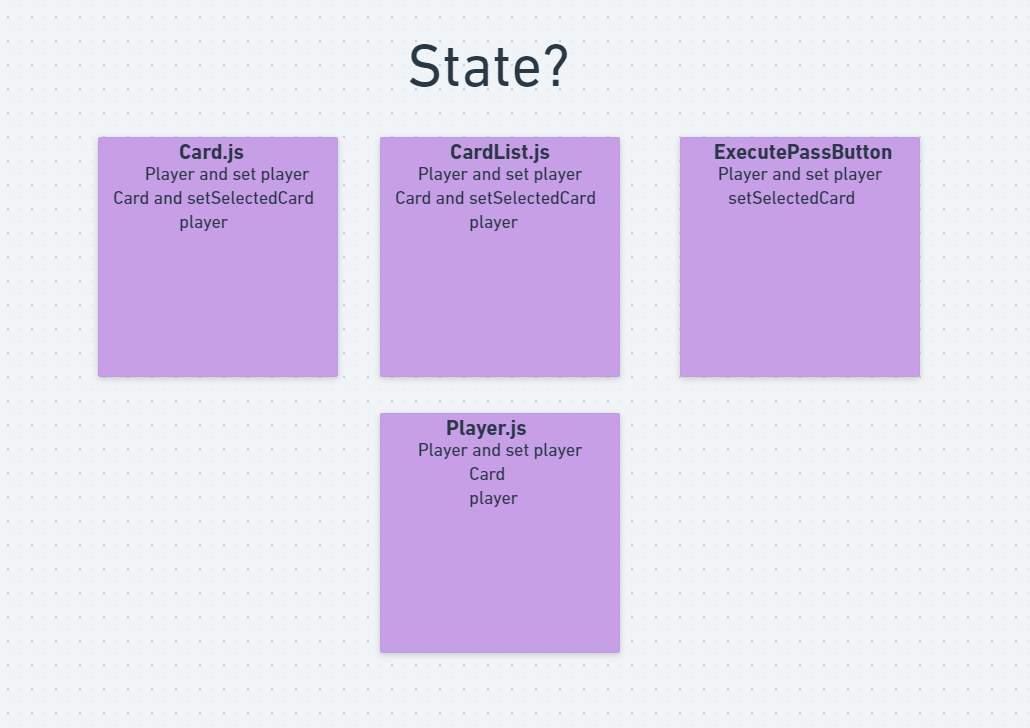 State?
Card.js
Player and set player
Card and setSelectedCard
player
CardList.js
Player and set player
Card and setSelectedCard
player
ExecutePassButton
Player and set player
setSelectedCard
Player.js
Player and set player
Card
player